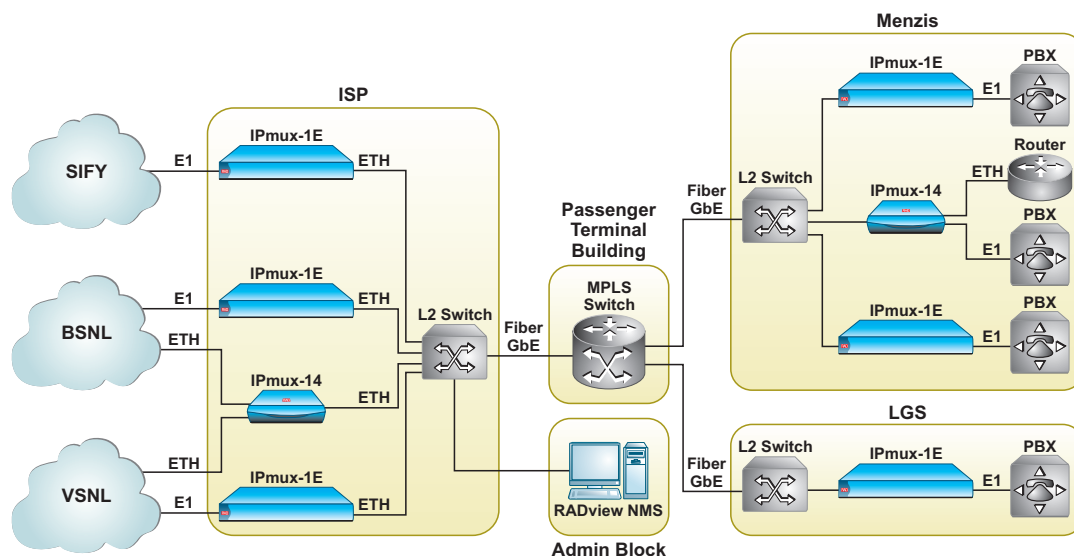 Menzis
IPmux-1E
PBX
E1
ISP
IPmux-1E
ETH
E1
SIFY
Router
ETH
L2 Switch
IPmux-14
Fiber
GbE
Passenger
Terminal
Building
PBX
E1
IPmux-1E
ETH
E1
BSNL
ETH
MPLS
Switch
L2 Switch
Fiber
GbE
IPmux-1E
PBX
E1
IPmux-14
ETH
LGS
L2 Switch
IPmux-1E
PBX
E1
Fiber
GbE
ETH
VSNL
E1
IPmux-1E
ETH
RADview NMS
Admin Block